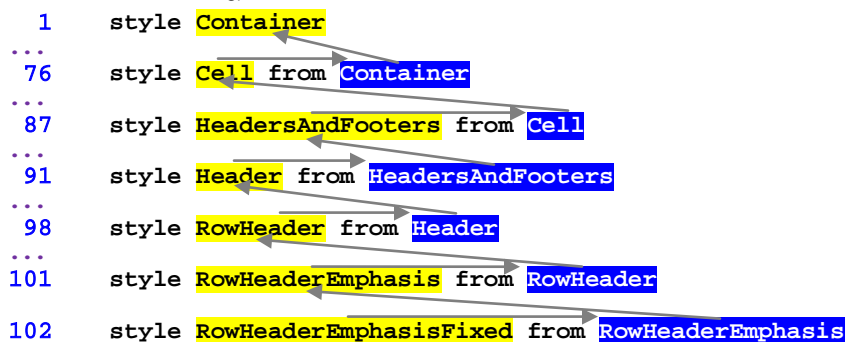 1 style Container
...
76 style Cell from Container
...
87 style HeadersAndFooters from Cell
...
91 style Header from HeadersAndFooters
...
98 style RowHeader from Header
...
101 style RowHeaderEmphasis from RowHeader
102 style RowHeaderEmphasisFixed from RowHeaderEmphasis